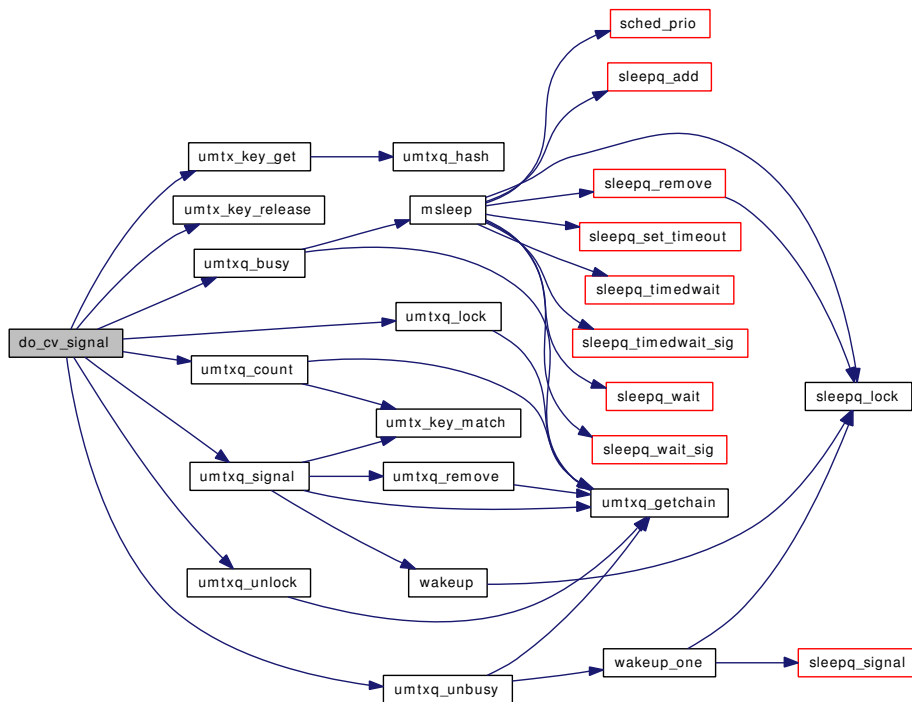 sched_prio
sleepq_add
umtx_key_get
umtxq_hash
sleepq_remove
umtx_key_release
msleep
sleepq_set_timeout
umtxq_busy
sleepq_timedwait
umtxq_lock
do_cv_signal
sleepq_timedwait_sig
umtxq_count
sleepq_wait
sleepq_lock
umtx_key_match
sleepq_wait_sig
umtxq_signal
umtxq_remove
umtxq_getchain
umtxq_unlock
wakeup
wakeup_one
sleepq_signal
umtxq_unbusy